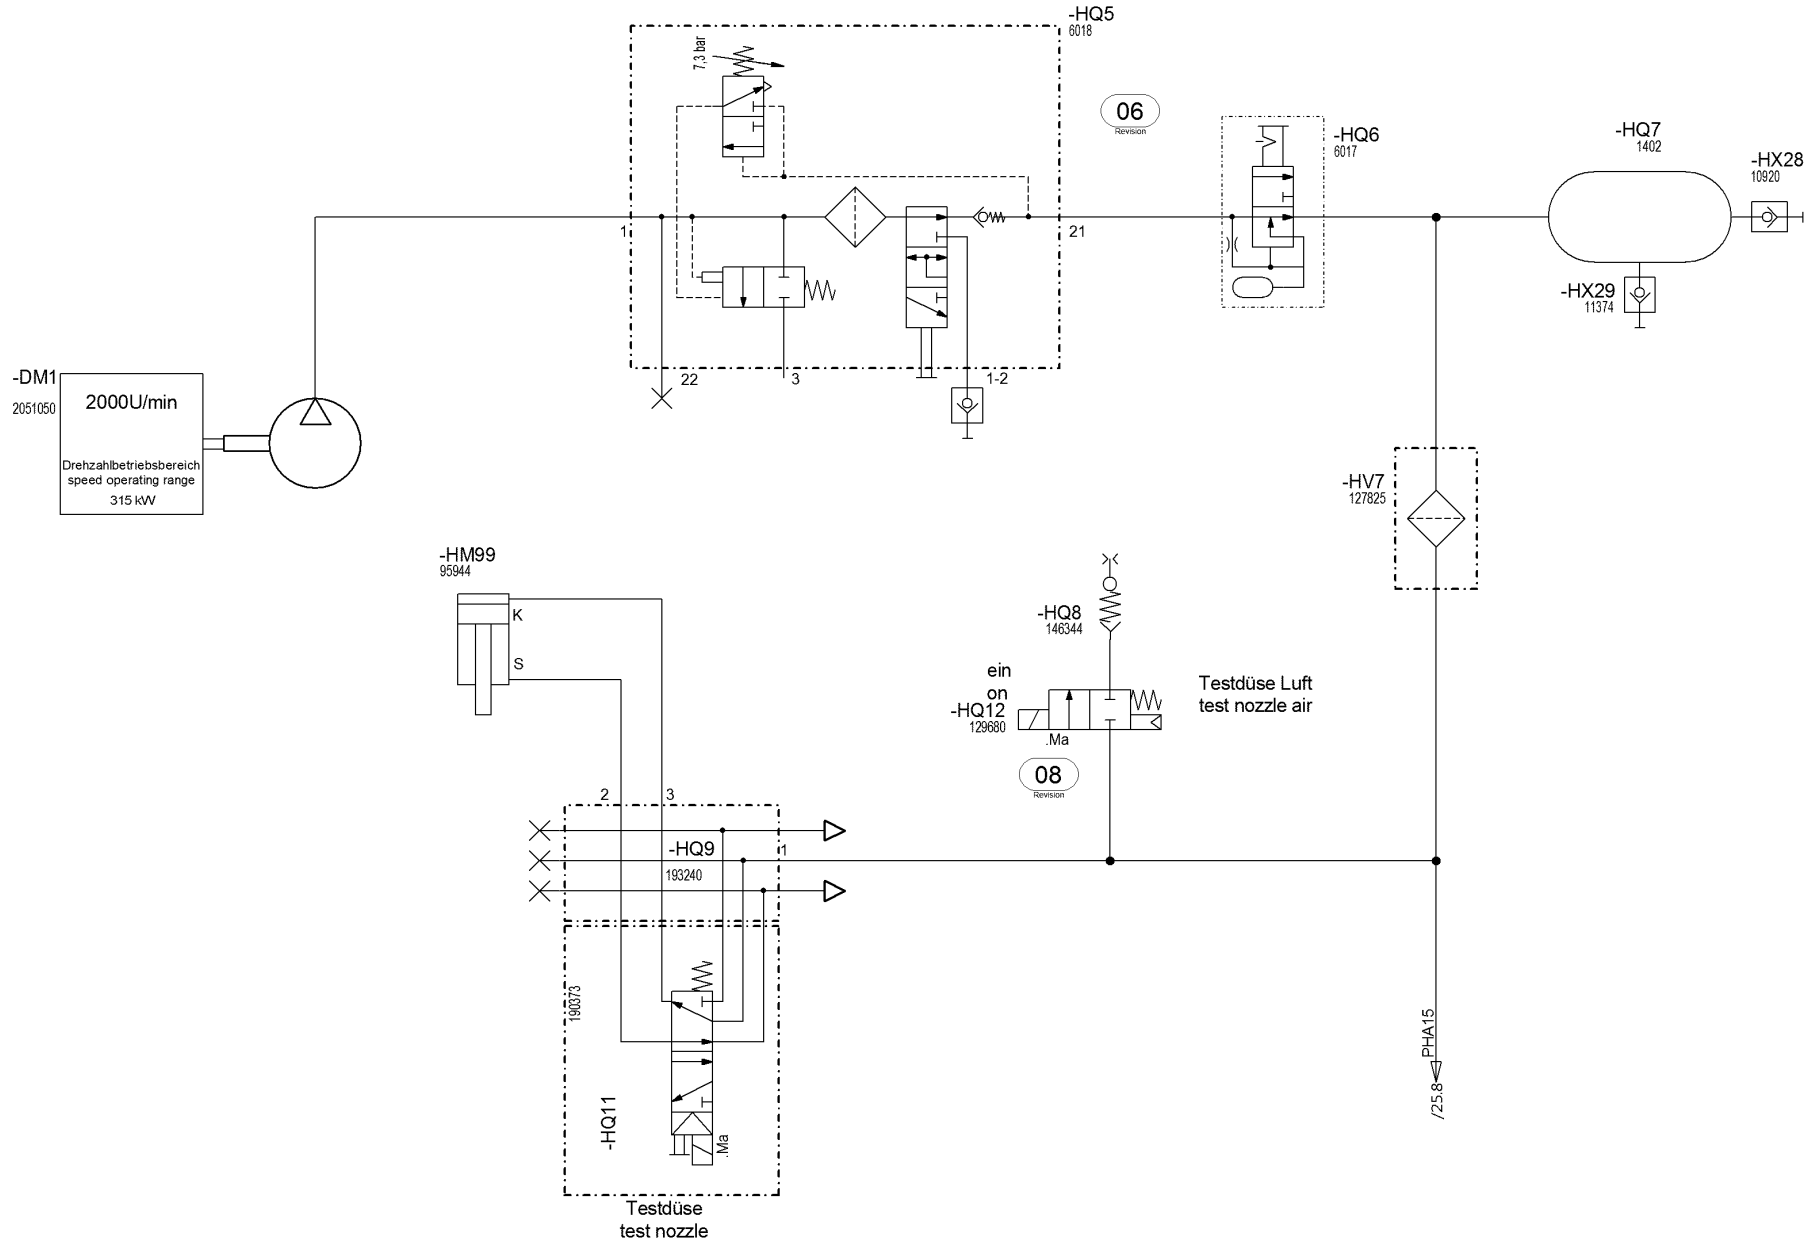 -HQ5
6018
7,3 bar
06
Revision
-HQ6
6017
-HQ7
1402
-HX28
10920
1
21
-HX29
11374
22
3
1-2
-DM1
2051050
2000U/min
Drehzahlbetriebsbereich
speed operating range
315 kW
-HV7
127825
-HM99
95944
K
S
-HQ8
146344
ein
on
-HQ12
129680
.Ma
Testdüse Luft
test nozzle air
08
Revision
2
3
-HQ9
193240
1
190373
-HQ11
.Ma
PHA15
/25.8
Testdüse
test nozzle